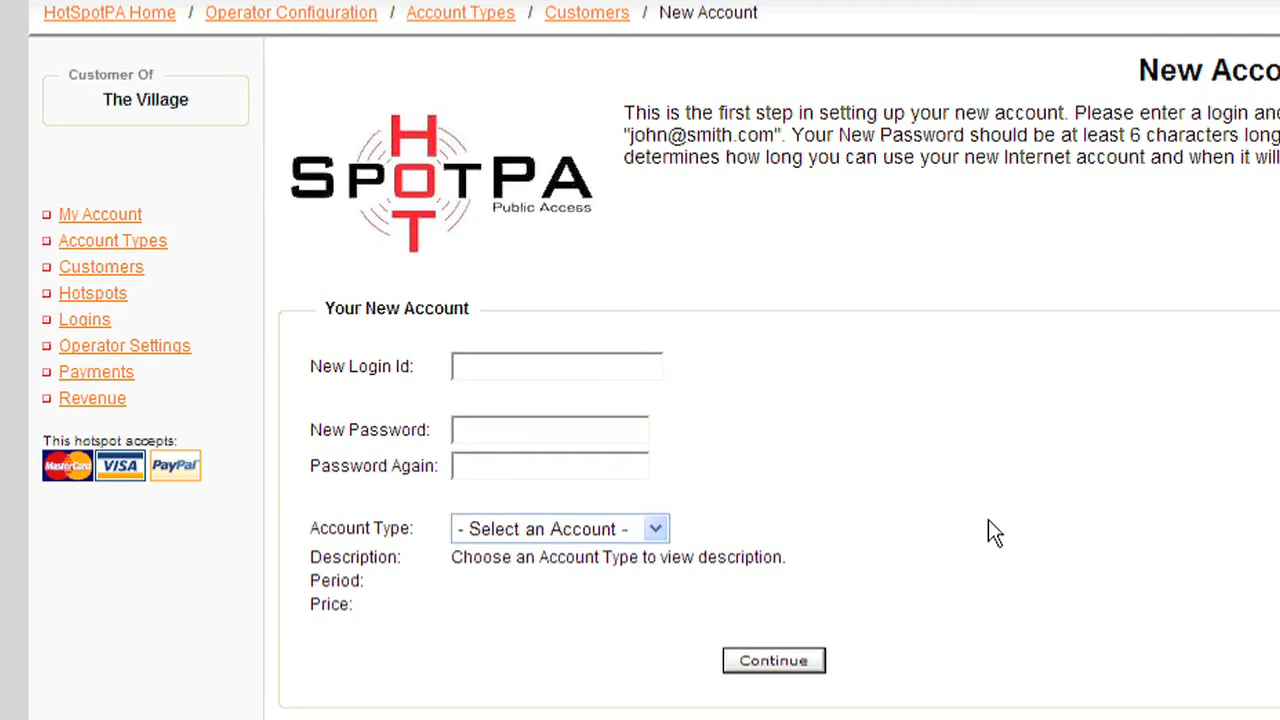 HotSpotPA Home / Operator Configuration / Account Types / Customers / New Account
Customer Of
The Village
New Acco
This is the first step in setting up your new account. Please enter a login an
"john@smith.com". Your New Password should be at least 6 characters long
determines how long you can use your new Internet account and when it will
HOT
SPOTPA
Public Access
My Account
Account Types
Customers
Hotspots
Logins
Operator Settings
Payments
Revenue
This hotspot accepts:
MasterCard VISA PayPal
Your New Account
New Login Id:
New Password:
Password Again:
Account Type: - Select an Account -
Description: Choose an Account Type to view description.
Period:
Price:
Continue